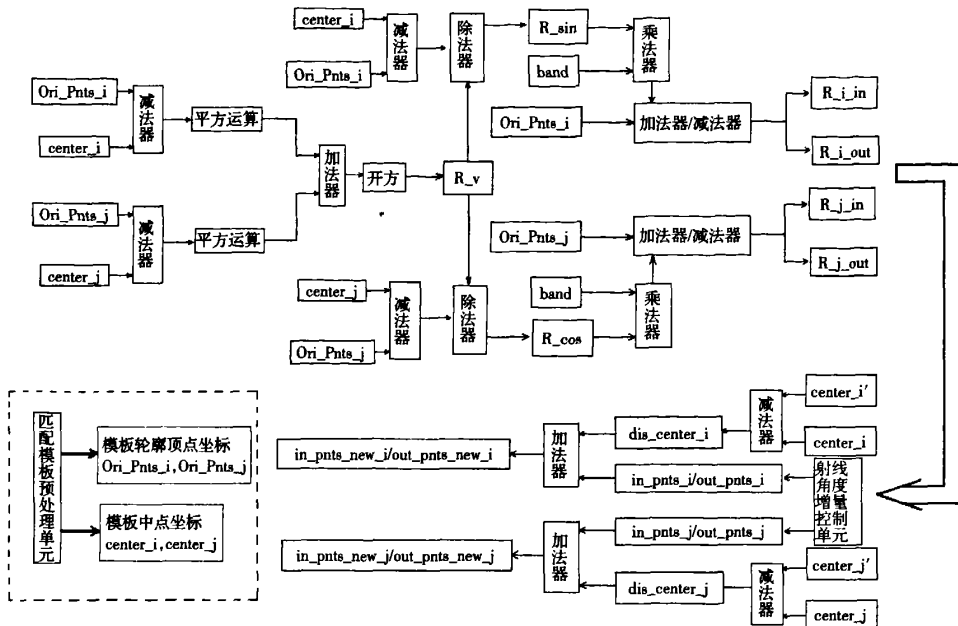 center_i
减法器
Ori_Pnts_i
除法器
R_sin
band
乘法器
Ori_Pnts_i
加法器/减法器
R_i_in
R_i_out
Ori_Pnts_i
center_i
减法器
平方运算
Ori_Pnts_j
center_j
减法器
平方运算
加法器
开方
R_v
Ori_Pnts_j
加法器/减法器
R_j_in
R_j_out
center_j
减法器
Ori_Pnts_j
除法器
band
R_cos
乘法器
匹配模板预处理单元
模板轮廓顶点坐标
Ori_Pnts_i,Ori_Pnts_j
模板中点坐标
center_i,center_j
center_i′
center_i
减法器
dis_center_i
加法器
in_pnts_new_i/out_pnts_new_i
in_pnts_i/out_pnts_i
射线
角度
增量
控制
单元
in_pnts_j/out_pnts_j
加法器
in_pnts_new_j/out_pnts_new_j
dis_center_j
减法器
center_j′
center_j